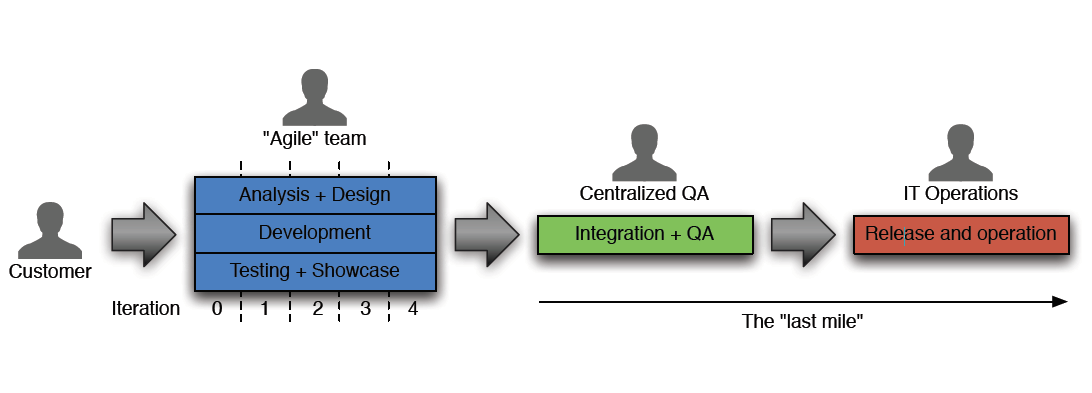 "Agile" team
Customer
Analysis + Design
Development
Testing + Showcase
Iteration 0 1 2 3 4
Centralized QA
Integration + QA
IT Operations
Release and operation
The "last mile"